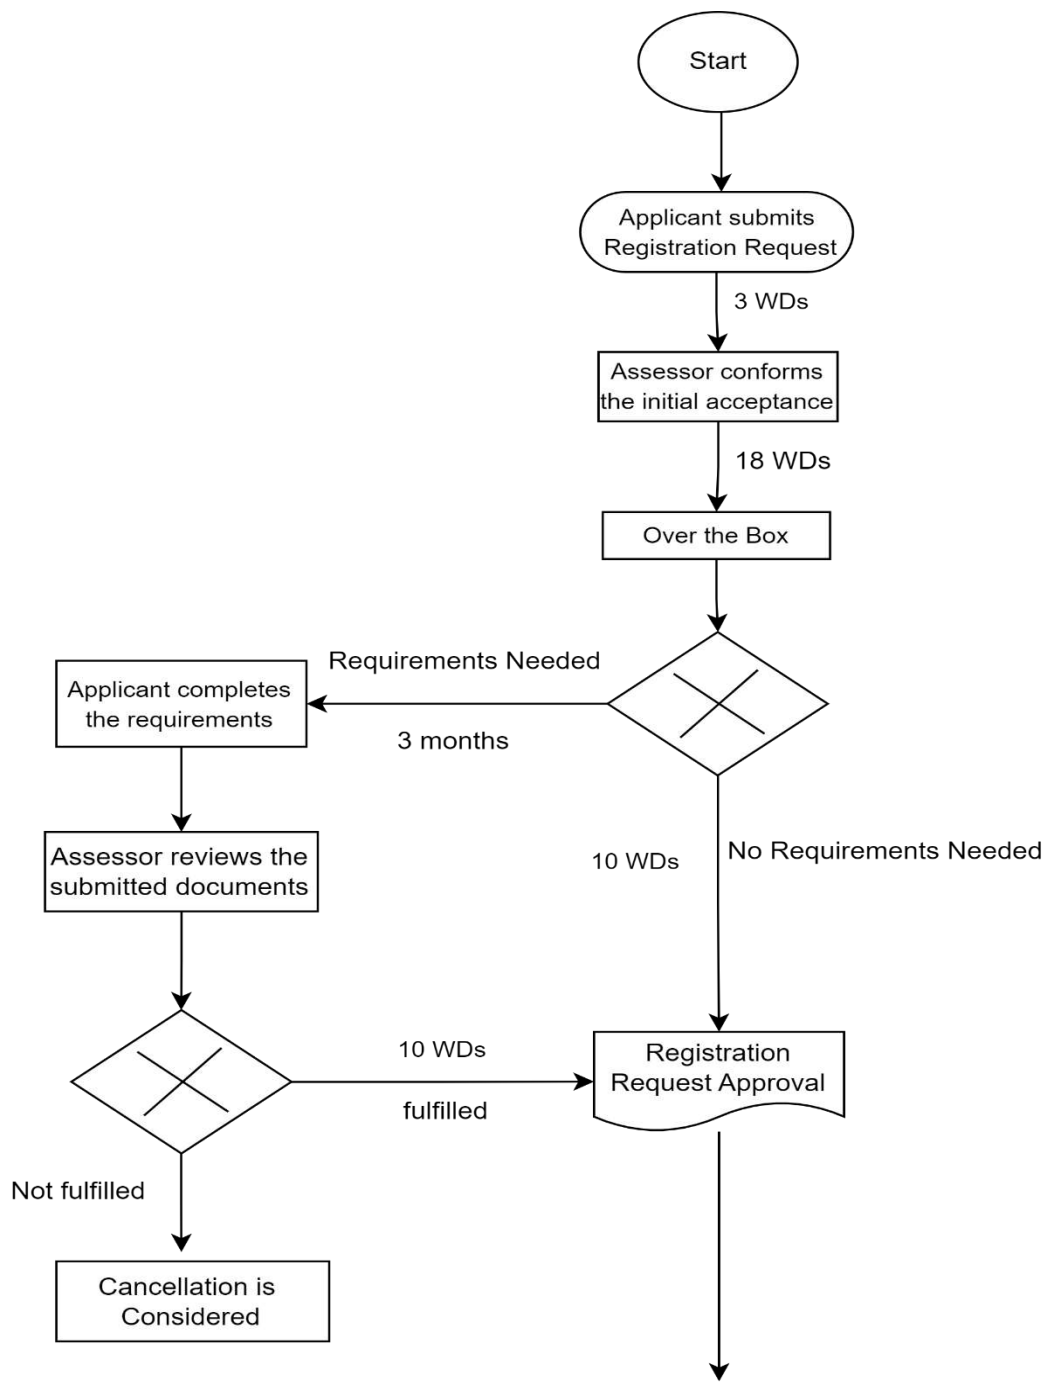 Start
Applicant submits
Registration Request
3 WDs
Assessor conforms
the initial acceptance
18 WDs
Over the Box
Requirements Needed
3 months
Applicant completes
the requirements
Assessor reviews the
submitted documents
10 WDs
No Requirements Needed
10 WDs
fulfilled
Registration
Request Approval
Not fulfilled
Cancellation is
Considered